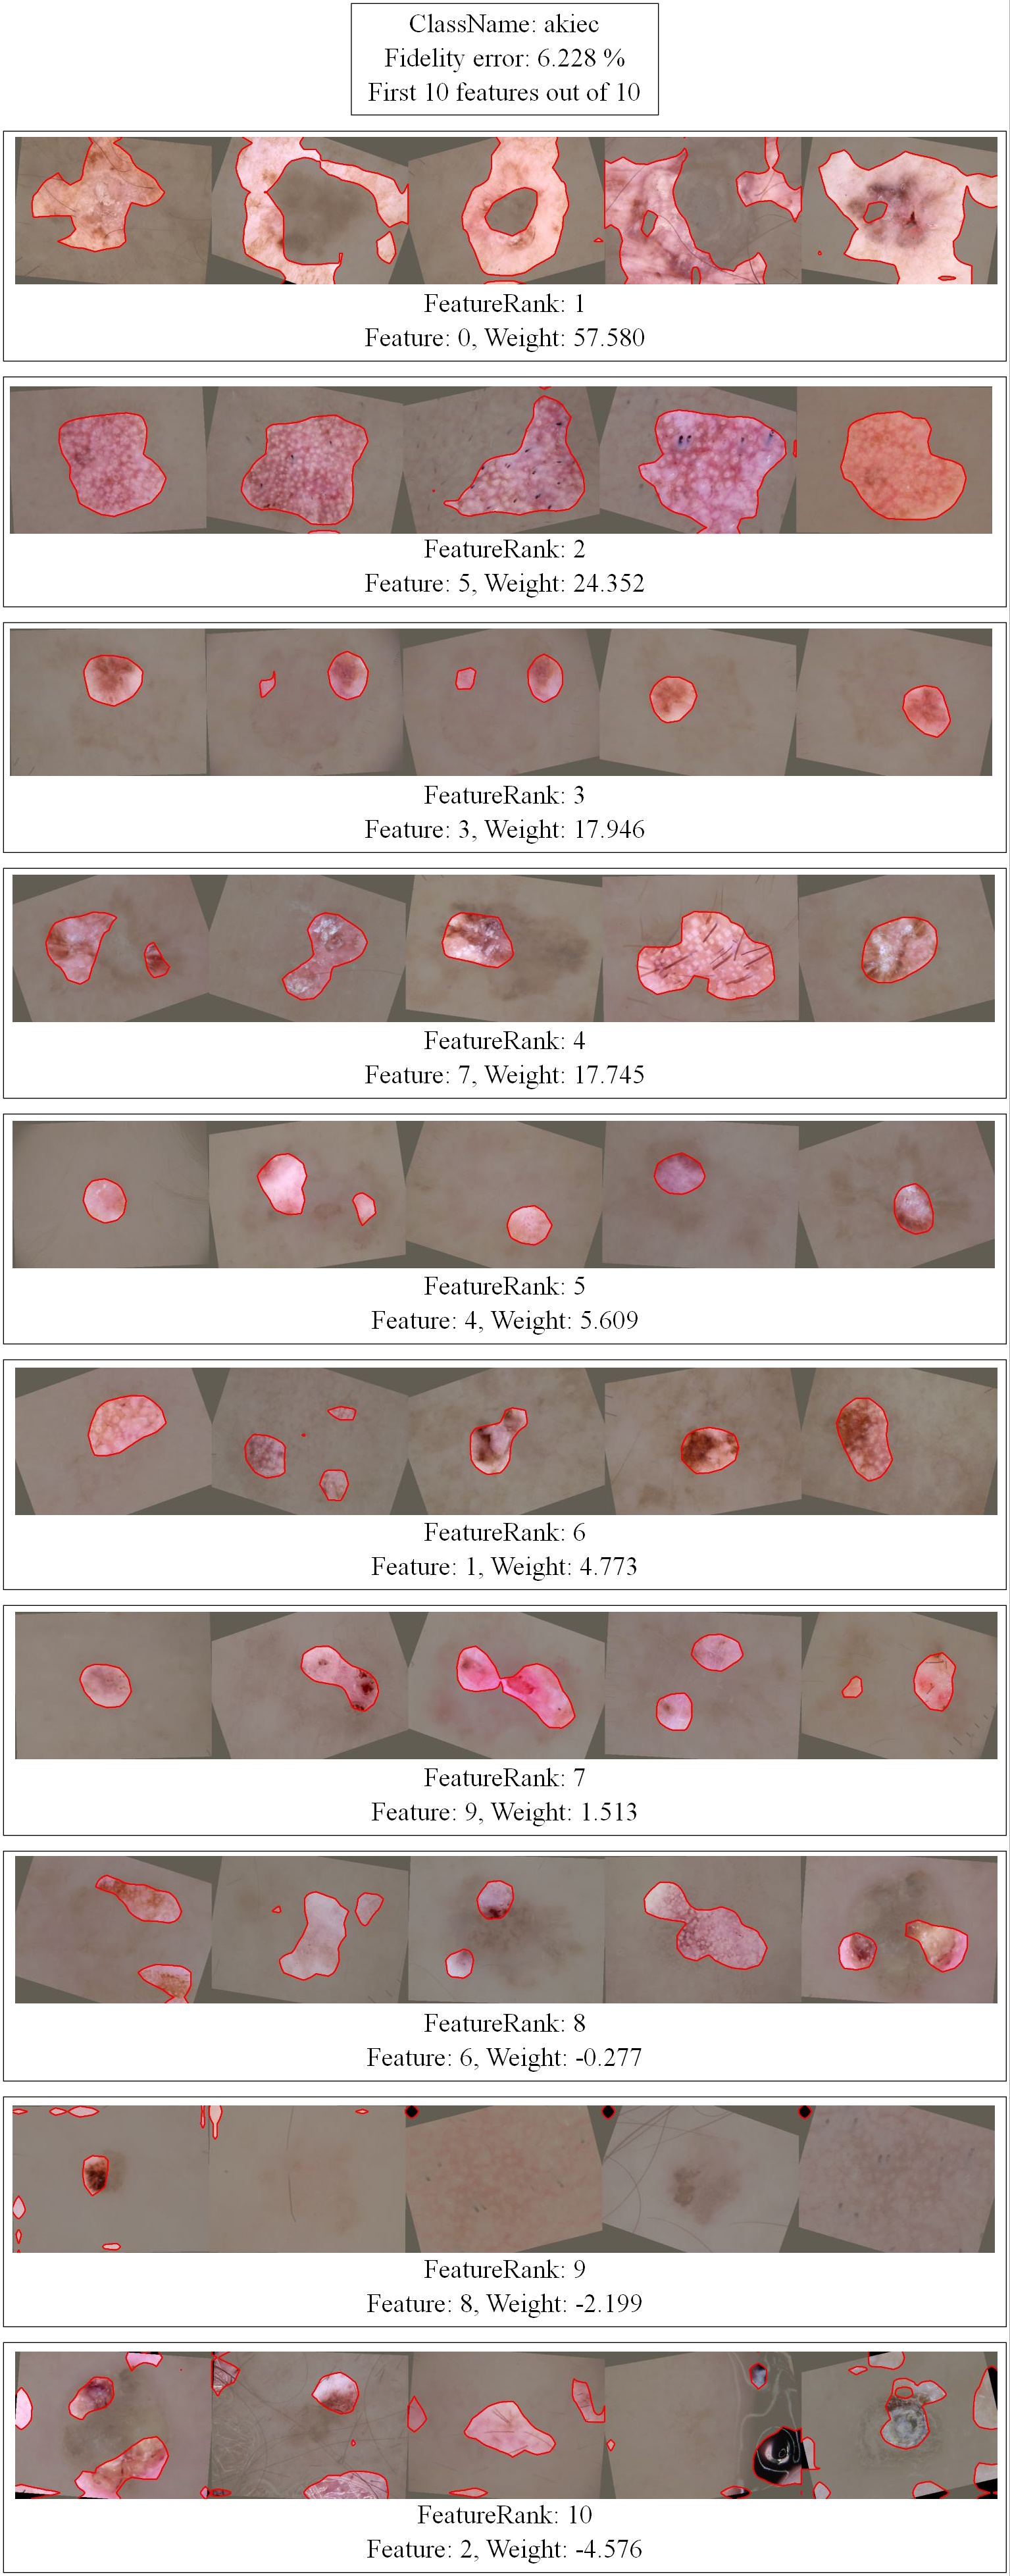 ClassName: akiec
Fidelity error: 6.228 %
First 10 features out of 10
FeatureRank: 1
Feature: 0, Weight: 57.580
FeatureRank: 2
Feature: 5, Weight: 24.352
FeatureRank: 3
Feature: 3, Weight: 17.946
FeatureRank: 4
Feature: 7, Weight: 17.745
FeatureRank: 5
Feature: 4, Weight: 5.609
FeatureRank: 6
Feature: 1, Weight: 4.773
FeatureRank: 7
Feature: 9, Weight: 1.513
FeatureRank: 8
Feature: 6, Weight: -0.277
FeatureRank: 9
Feature: 8, Weight: -2.199
FeatureRank: 10
Feature: 2, Weight: -4.576